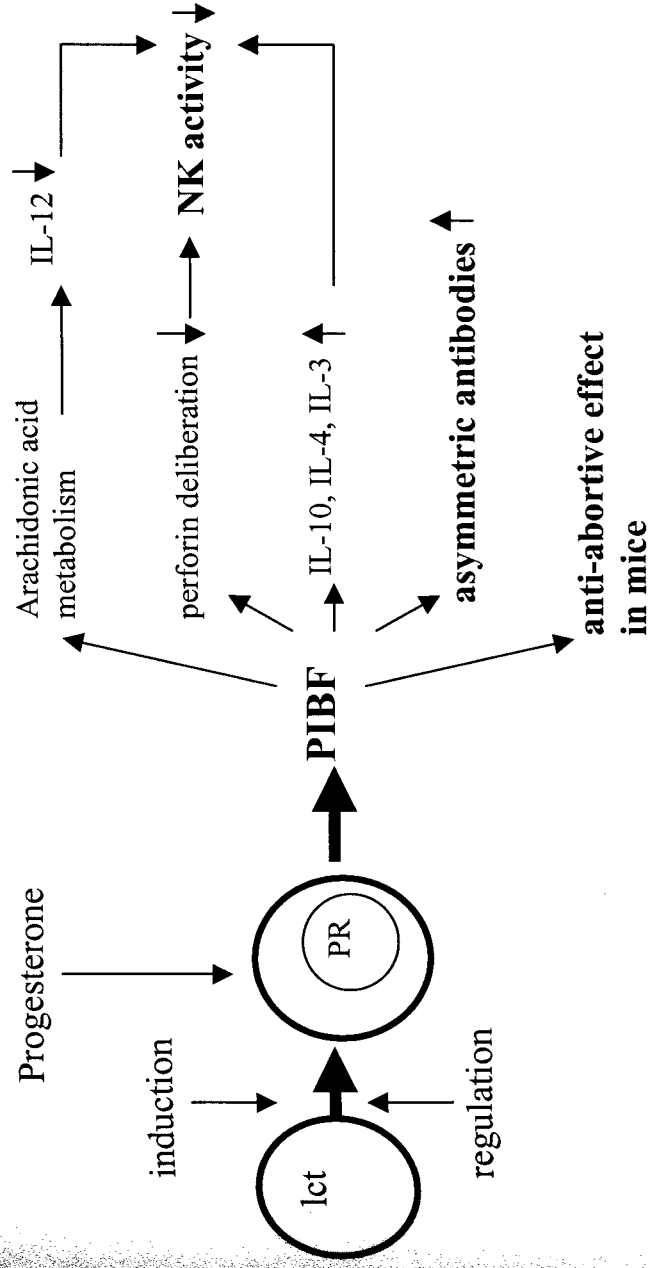 Progesterone
induction
lct
PR
regulation
PIBF
Arachidonic acid
metabolism
IL-12
perforin deliberation
NK activity
IL-10, IL-4, IL-3
asymmetric antibodies
anti-abortive effect
in mice